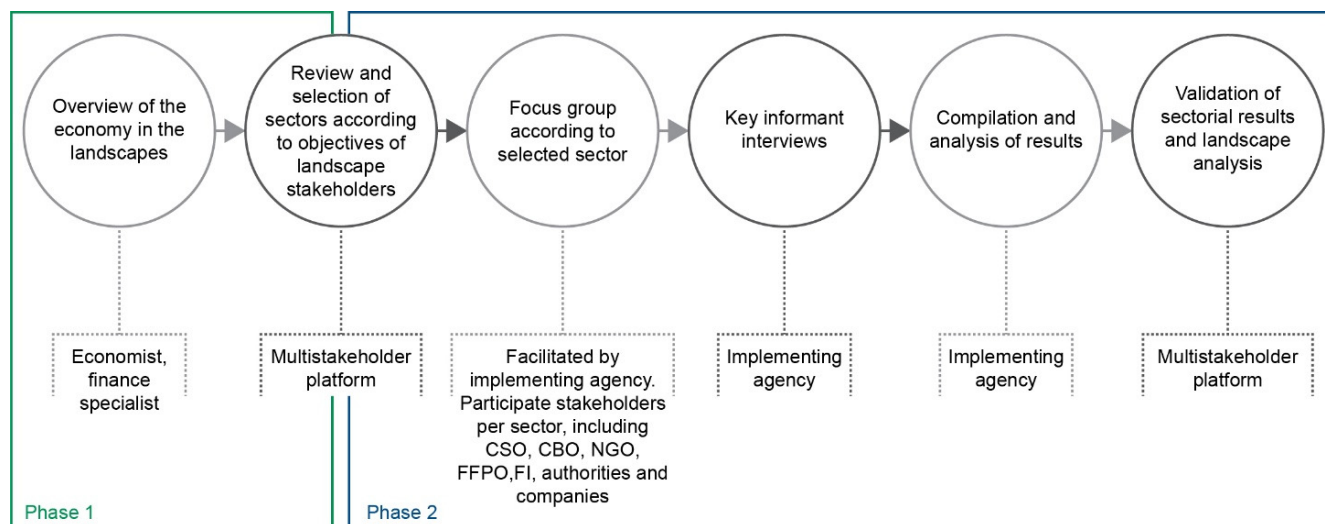 Overview of the
economy in the
landscapes
Review and
selection of
sectors according
to objectives of
landscape
stakeholders
Focus group
according to
selected sector
Key informant
interviews
Compilation and
analysis of results
Validation of
sectorial results
and landscape
analysis
Economist,
finance
specialist
Multistakeholder
platform
Facilitated by
implementing agency.
Participate stakeholders
per sector, including
CSO, CBO, NGO,
FFPO,FI, authorities and
companies
Implementing
agency
Implementing
agency
Multistakeholder
platform
Phase 1
Phase 2